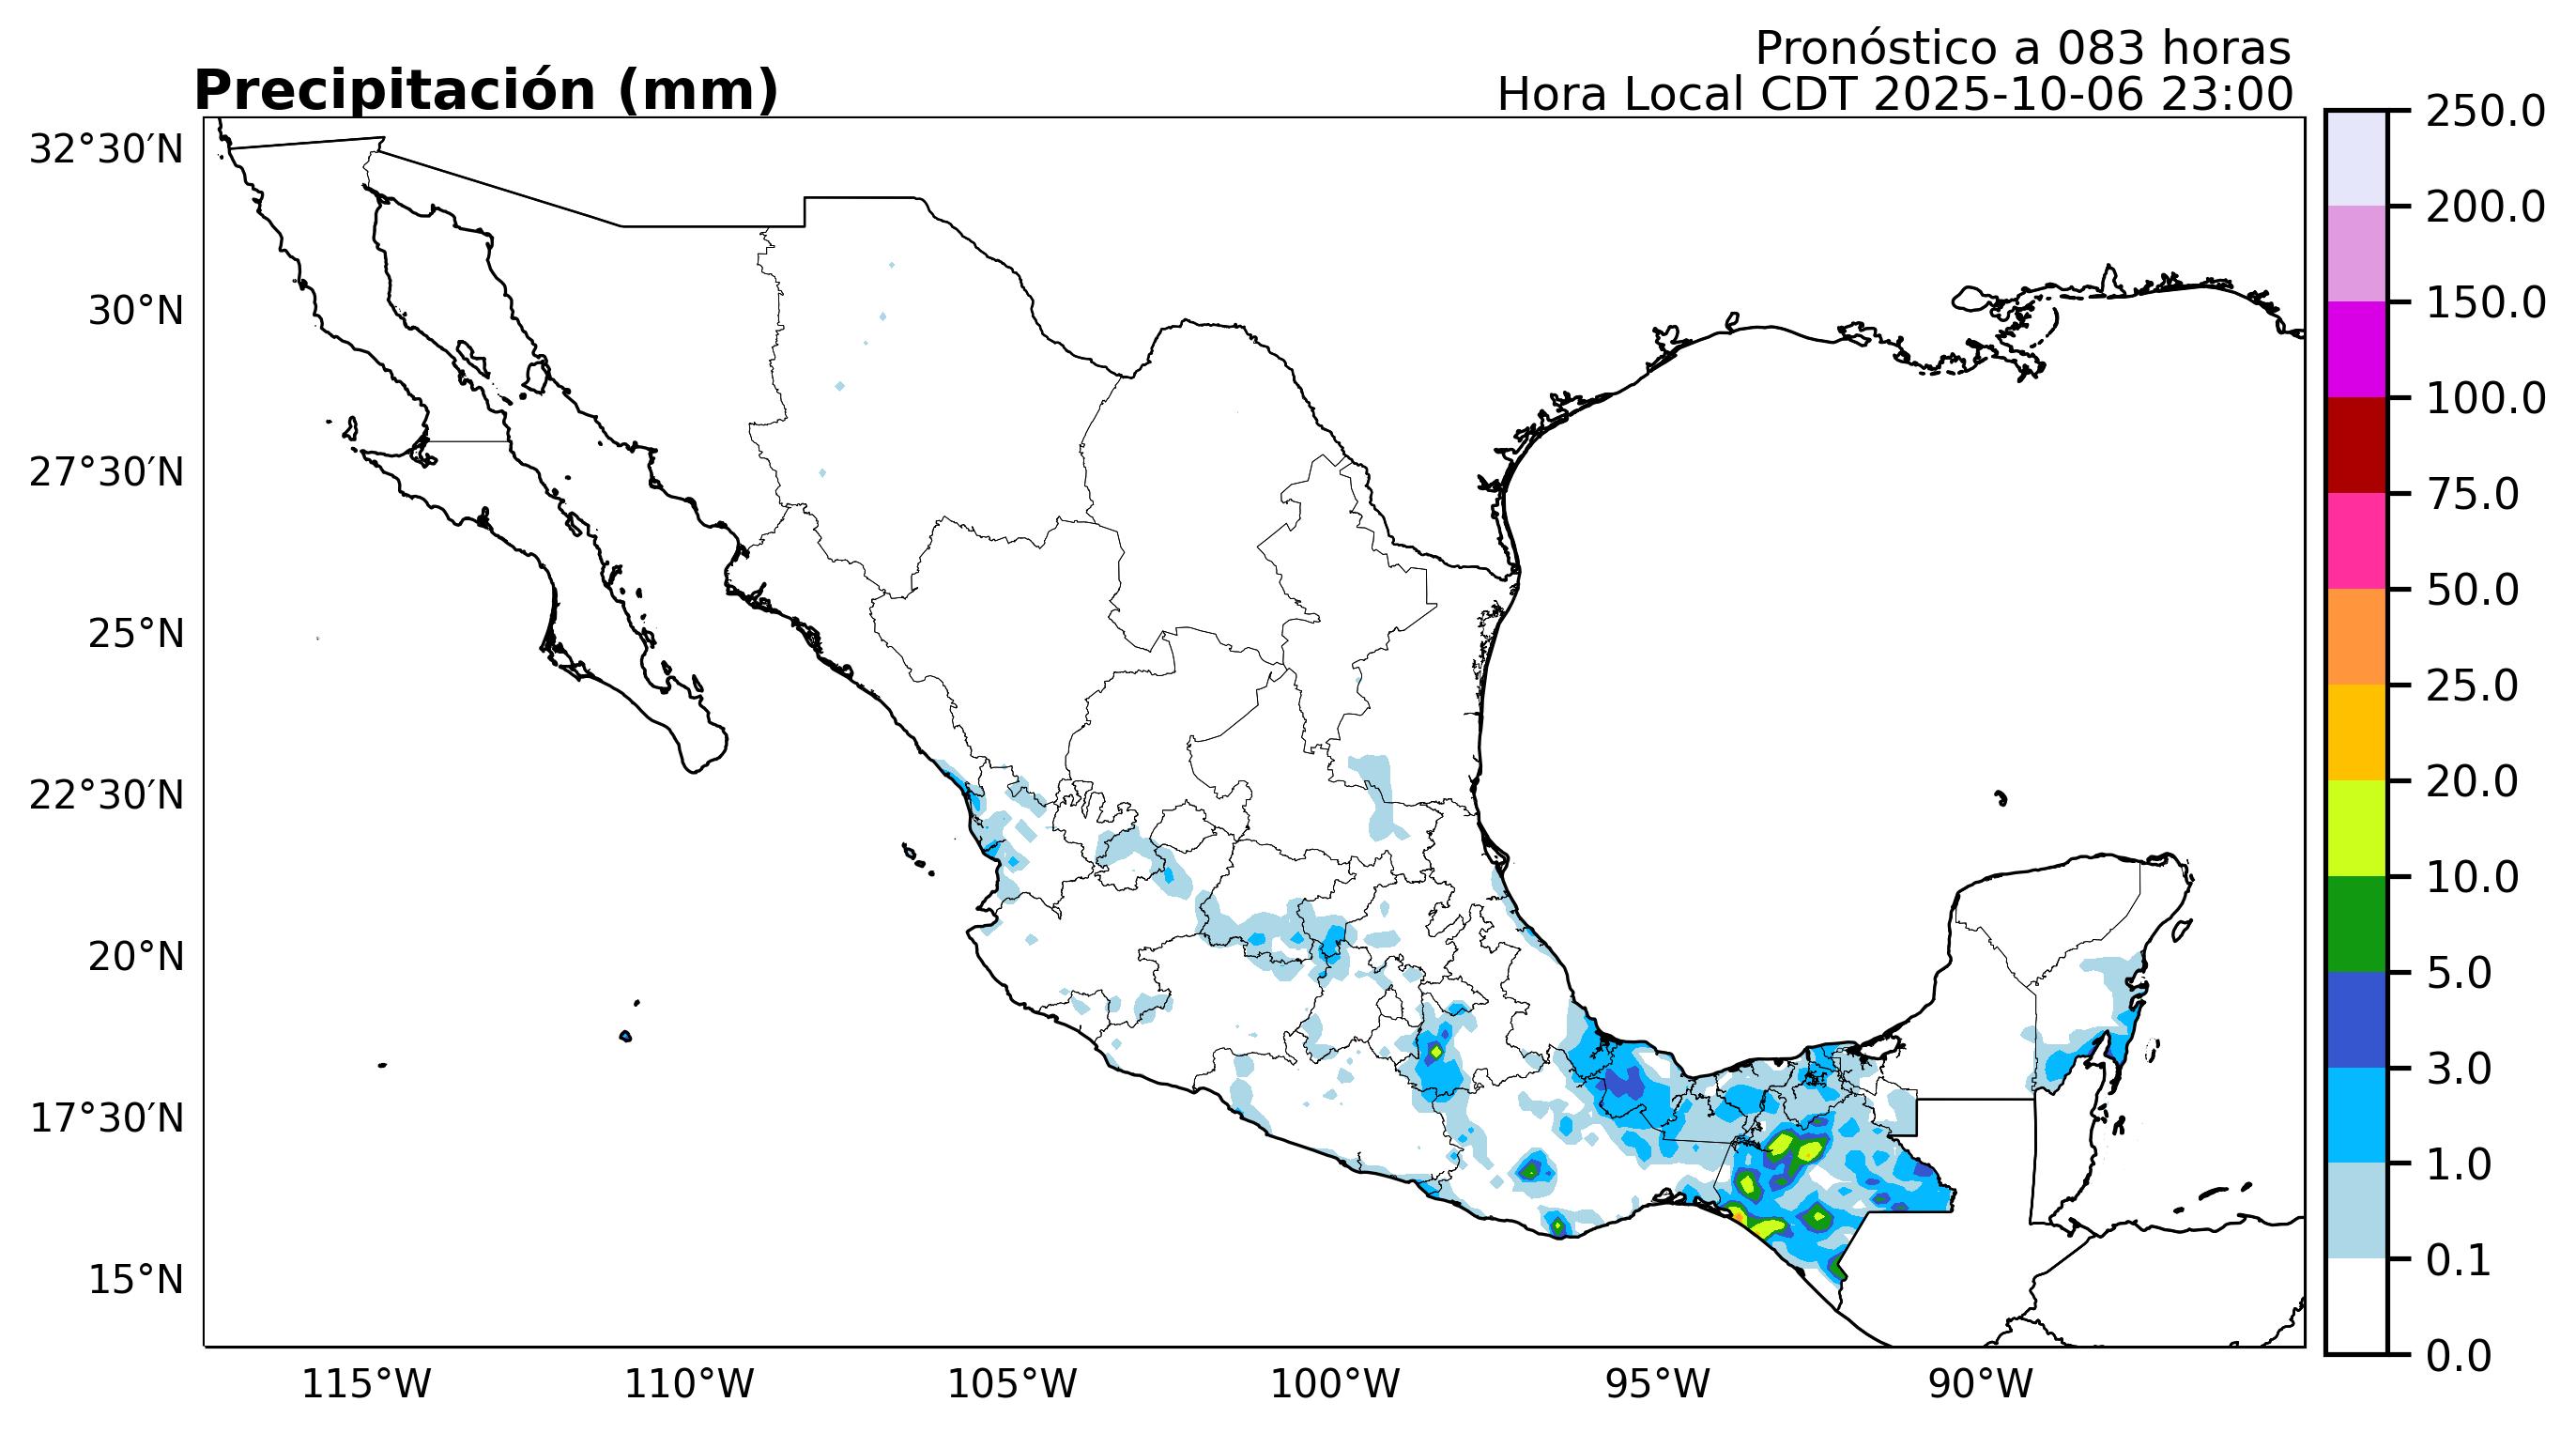 Pronóstico a 083 horas
Precipitación (mm)
Hora Local CDT 2025-10-06 23:00
32°30′N
30°N
27°30′N
25°N
22°30′N
20°N
17°30′N
15°N
115°W
110°W
105°W
100°W
95°W
90°W
250.0
200.0
150.0
100.0
75.0
50.0
25.0
20.0
10.0
5.0
3.0
1.0
0.1
0.0